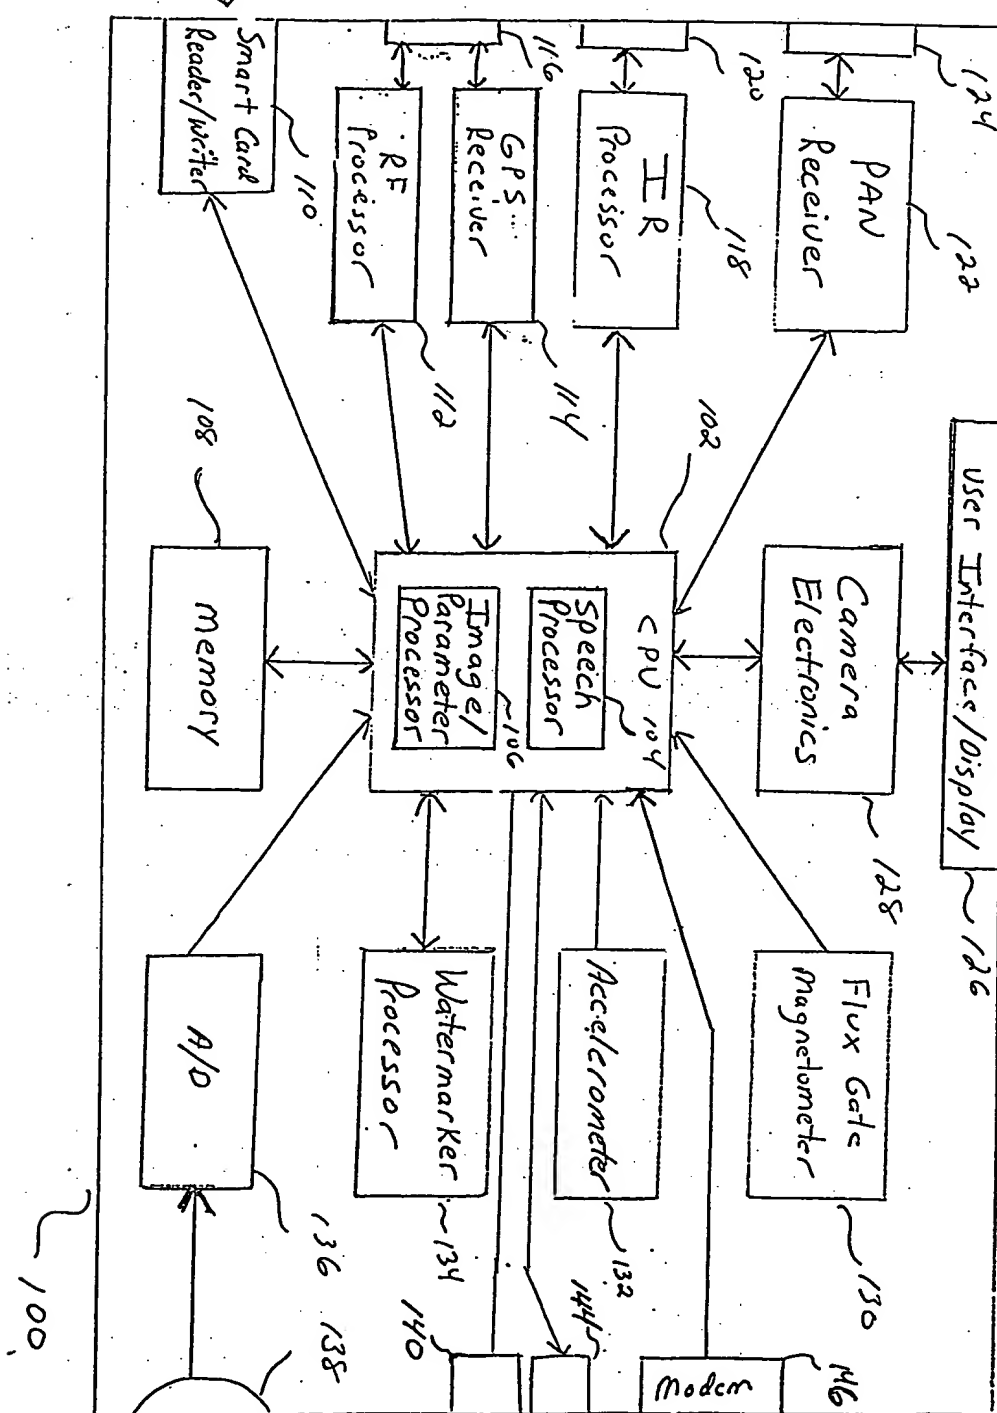 124
PAN
Receiver
122
120
IR
Processor
118
116
GPS
Receiver
114
RF
Processor
112
Smart Card
Reader/Writer
110
User Interface/Display
126
Camera
Electronics
128
102
CPU
Speech
Processor
104
Image/
Parameter
Processor
106
108
Memory
Flux Gate
Magnetometer
130
Accelerometer
132
Watermarker
Processor
134
A/D
136
138
140
144
Modem
146
100